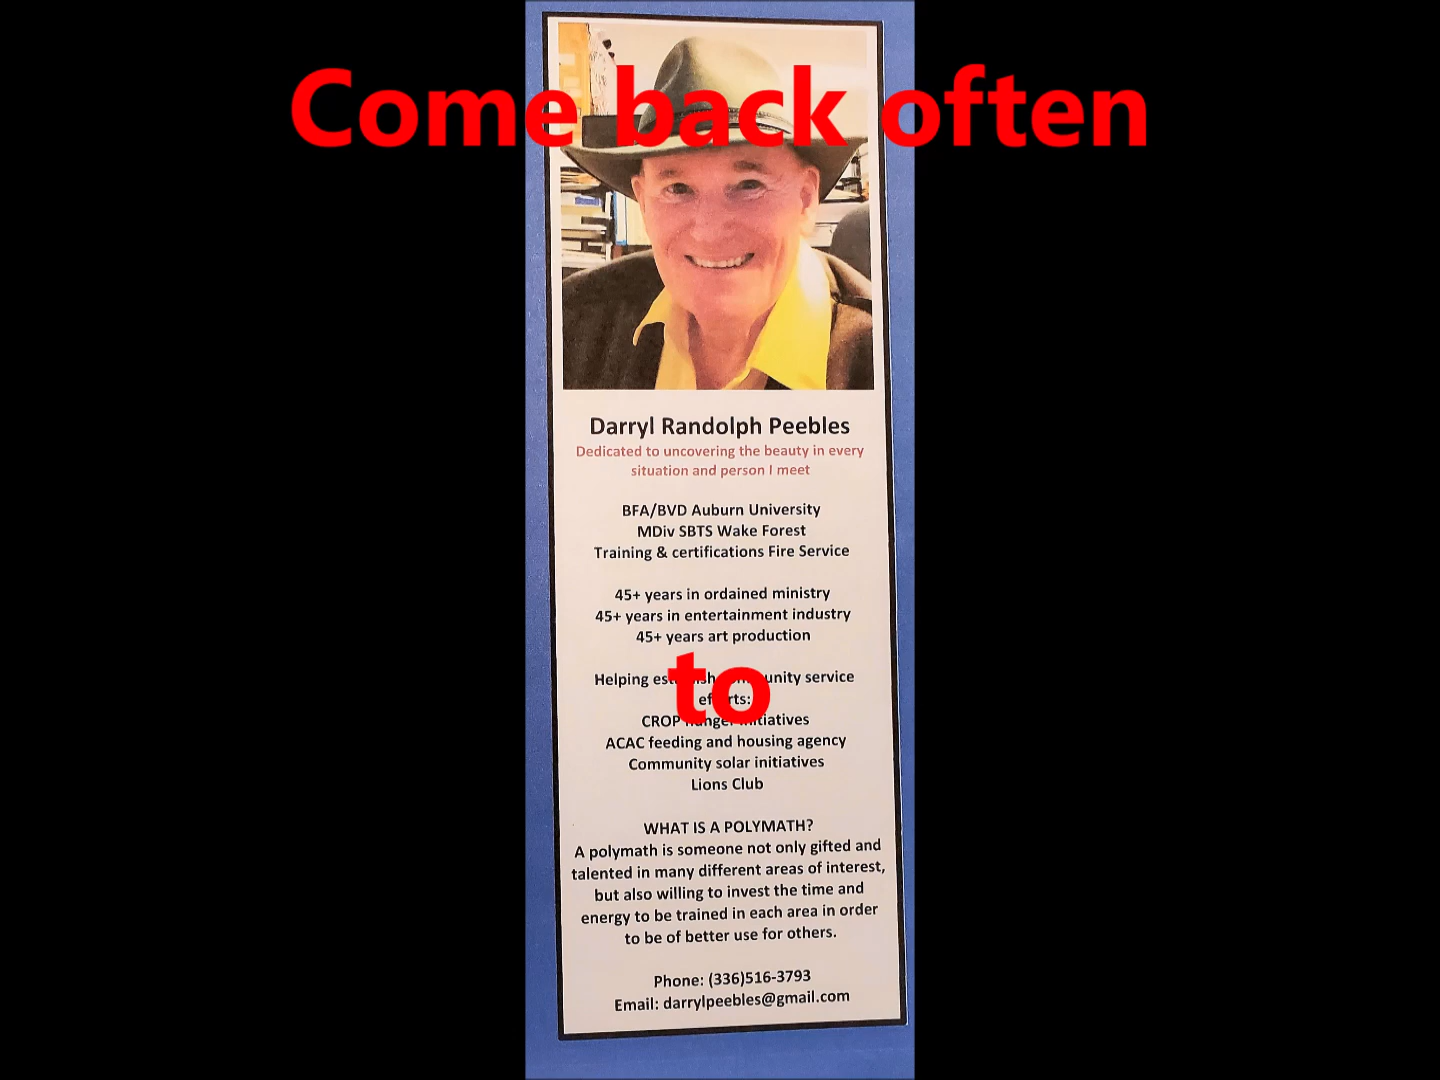 Come back often
Darryl Randolph Peebles
Dedicated to uncovering the beauty in every
situation and person I meet
BFA/BVD Auburn University
MDiv SBTS Wake Forest
Training & certifications Fire Service
45+ years in ordained ministry
45+ years in entertainment industry
45+ years art production
to
Helping service
CROP
ACAC feeding and housing agency
Community solar initiatives
Lions Club
WHAT IS A POLYMATH?
A polymath is someone not only gifted and
talented in many different areas of interest,
but also willing to invest the time and
energy to be trained in each area in order
to be of better use for others.
Phone: (336)516-3793
Email: darrylpeebles@gmail.com